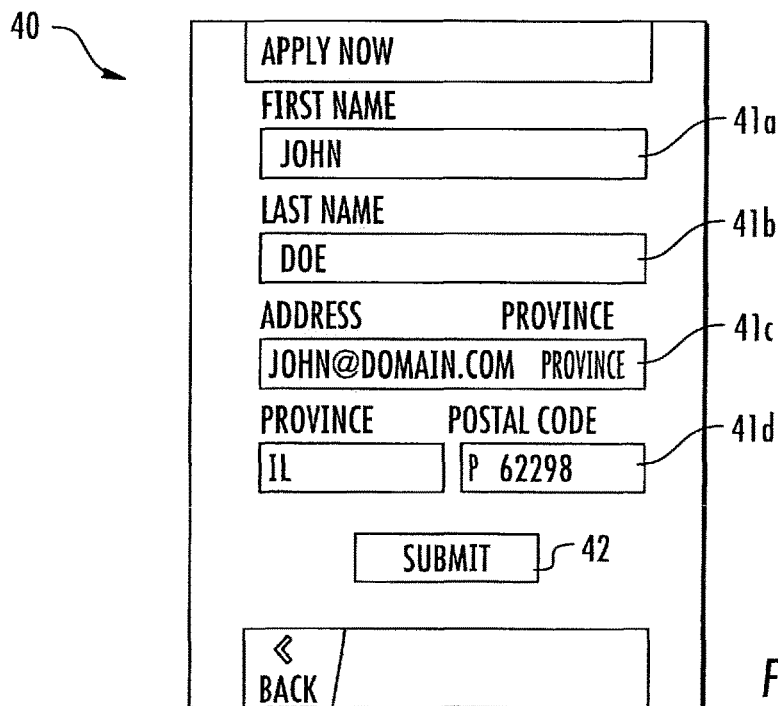 40
APPLY NOW
FIRST NAME
JOHN 41a
LAST NAME
DOE 41b
ADDRESS PROVINCE
JOHN@DOMAIN.COM PROVINCE 41c
PROVINCE POSTAL CODE
IL P 62298 41d
SUBMIT 42
BACK
F